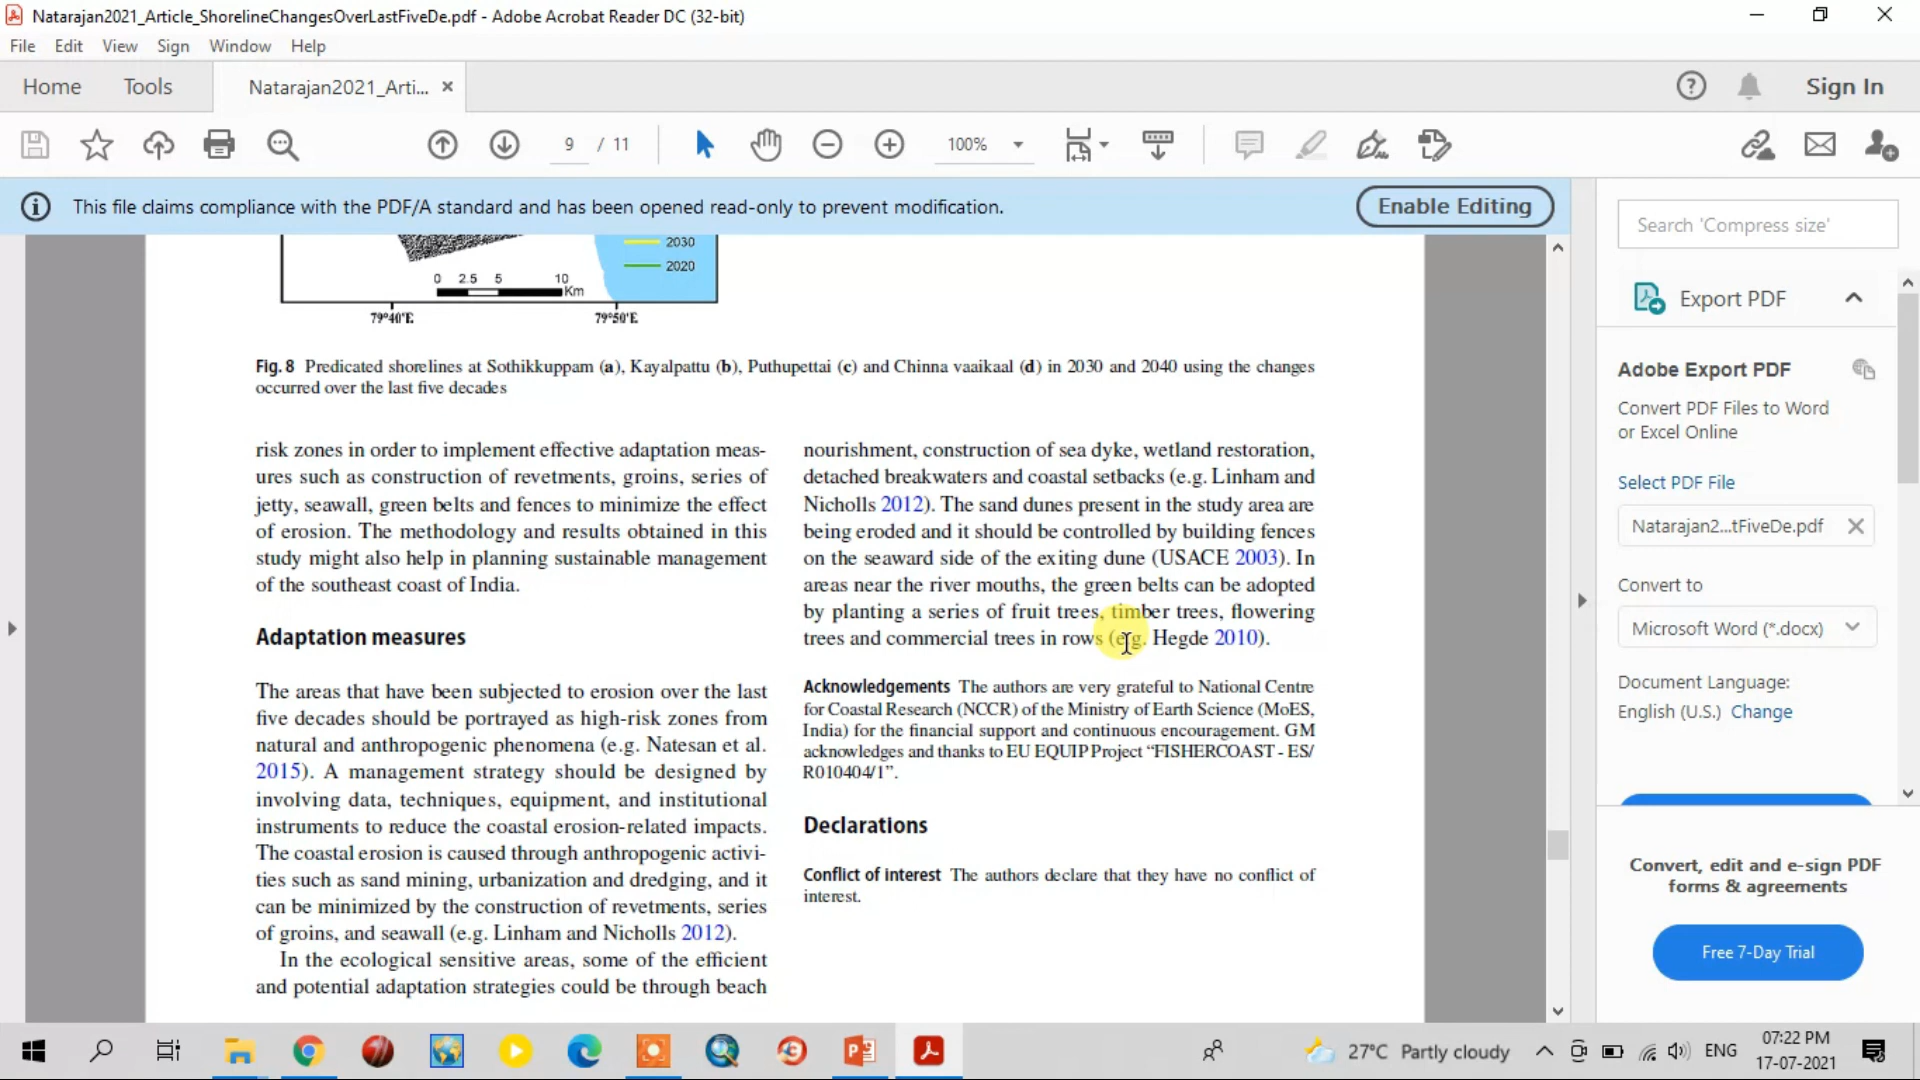 Natarajan2021_Article_ShorelineChangesOverLastFiveDe.pdf - Adobe Acrobat Reader DC (32-bit)
File Edit View Sign Window Help
Home Tools Natarajan2021_Arti... × Sign In
9 / 11 100%
This file claims compliance with the PDF/A standard and has been opened read-only to prevent modification. Enable Editing
2030
2020
0 2.5 5 10
Km
79°40'E 79°50'E
Fig. 8 Predicated shorelines at Sothikkuppam (a), Kayalpattu (b), Puthupettai (c) and Chinna vaaikaal (d) in 2030 and 2040 using the changes
occurred over the last five decades
risk zones in order to implement effective adaptation meas-
ures such as construction of revetments, groins, series of
jetty, seawall, green belts and fences to minimize the effect
of erosion. The methodology and results obtained in this
study might also help in planning sustainable management
of the southeast coast of India.
Adaptation measures
The areas that have been subjected to erosion over the last
five decades should be portrayed as high-risk zones from
natural and anthropogenic phenomena (e.g. Natesan et al.
2015). A management strategy should be designed by
involving data, techniques, equipment, and institutional
instruments to reduce the coastal erosion-related impacts.
The coastal erosion is caused through anthropogenic activi-
ties such as sand mining, urbanization and dredging, and it
can be minimized by the construction of revetments, series
of groins, and seawall (e.g. Linham and Nicholls 2012).
In the ecological sensitive areas, some of the efficient
and potential adaptation strategies could be through beach
nourishment, construction of sea dyke, wetland restoration,
detached breakwaters and coastal setbacks (e.g. Linham and
Nicholls 2012). The sand dunes present in the study area are
being eroded and it should be controlled by building fences
on the seaward side of the exiting dune (USACE 2003). In
areas near the river mouths, the green belts can be adopted
by planting a series of fruit trees, timber trees, flowering
trees and commercial trees in rows (e.g. Hegde 2010).
Acknowledgements The authors are very grateful to National Centre
for Coastal Research (NCCR) of the Ministry of Earth Science (MoES,
India) for the financial support and continuous encouragement. GM
acknowledges and thanks to EU EQUIP Project “FISHERCOAST - ES/
R010404/1”.
Declarations
Conflict of interest The authors declare that they have no conflict of
interest.
Search 'Compress size'
Export PDF
Adobe Export PDF
Convert PDF Files to Word
or Excel Online
Select PDF File
Natarajan2...tFiveDe.pdf
Convert to
Microsoft Word (*.docx)
Document Language:
English (U.S.) Change
Convert, edit and e-sign PDF
forms & agreements
Free 7-Day Trial
27°C Partly cloudy ENG
07:22 PM
17-07-2021